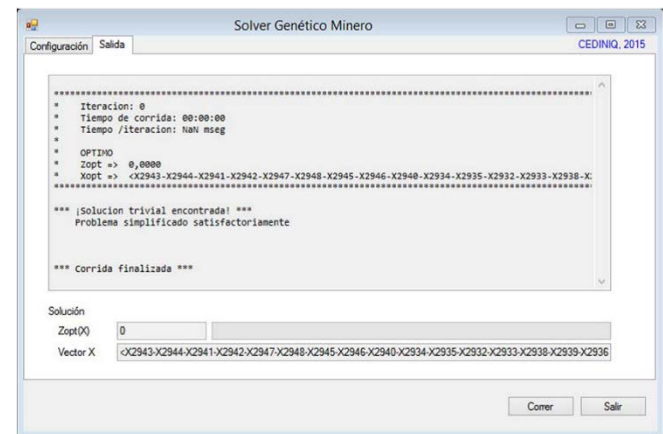 Solver Genético Minero
Configuración Salida CEDINIQ, 2015
*******************************************************************************************
* Iteracion: 0
* Tiempo de corrida: 00:00:00
* Tiempo /iteracion: NaN mseg
*
* OPTIMO
* Zopt => 0,0000
* Xopt => <X2943-X2944-X2941-X2942-X2947-X2948-X2945-X2946-X2940-X2934-X2935-X2932-X2933-X2938-X
*******************************************************************************************
*** ¡Solucion trivial encontrada! ***
Problema simplificado satisfactoriamente
*** Corrida finalizada ***
Solución
Zopt(X) 0
Vector X <X2943-X2944-X2941-X2942-X2947-X2948-X2945-X2946-X2940-X2934-X2935-X2932-X2933-X2938-X2939-X2936
Correr Salir